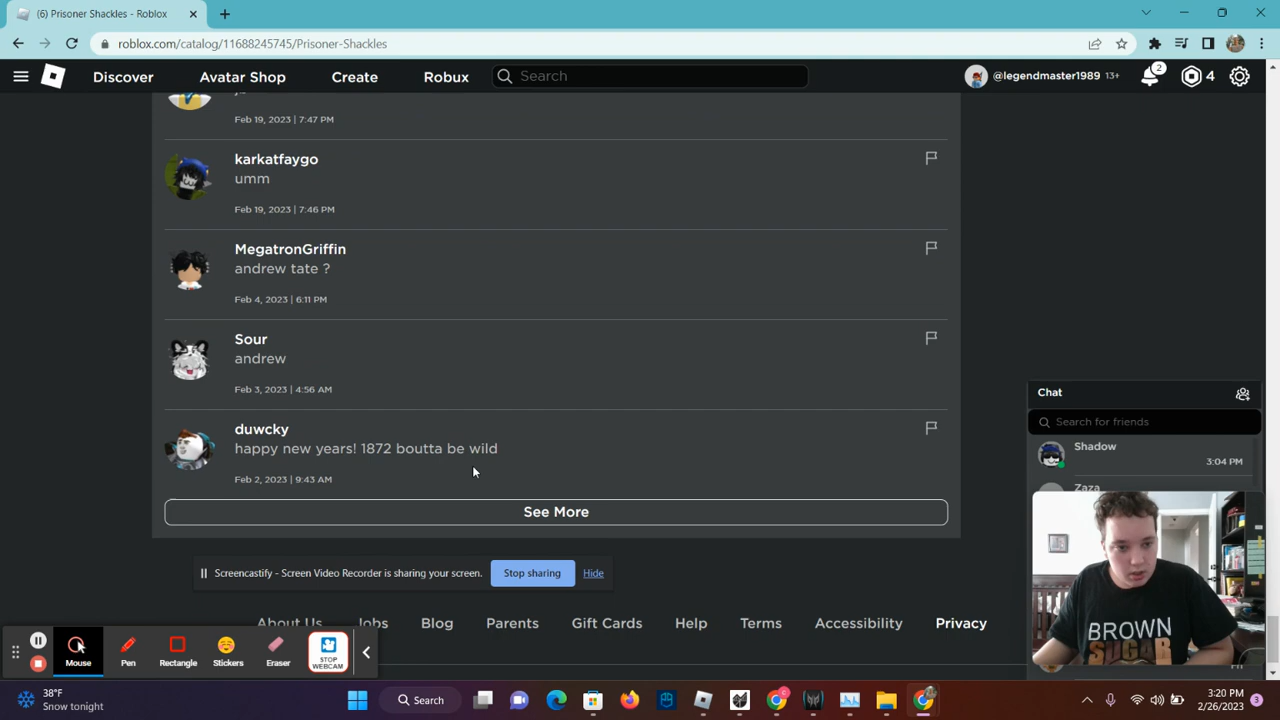 (6) Prisoner Shackles - Roblox
roblox.com/catalog/11688245745/Prisoner-Shackles
Discover
Avatar Shop
Create
Robux
Search
@legendmaster1989 13+
2
4
Feb 19, 2023 | 7:47 PM
karkatfaygo
umm
Feb 19, 2023 | 7:46 PM
MegatronGriffin
andrew tate ?
Feb 4, 2023 | 6:11 PM
Sour
andrew
Feb 3, 2023 | 4:56 AM
duwcky
happy new years! 1872 boutta be wild
Feb 2, 2023 | 9:43 AM
See More
Chat
Search for friends
Shadow
3:04 PM
Zaza
BROWN
SUGAR
Screencastify - Screen Video Recorder is sharing your screen.
Stop sharing
Hide
About Us
Jobs
Blog
Parents
Gift Cards
Help
Terms
Accessibility
Privacy
Mouse
Pen
Rectangle
Stickers
Eraser
STOP
WEBCAM
38°F
Snow tonight
Search
3:20 PM
2/26/2023
3